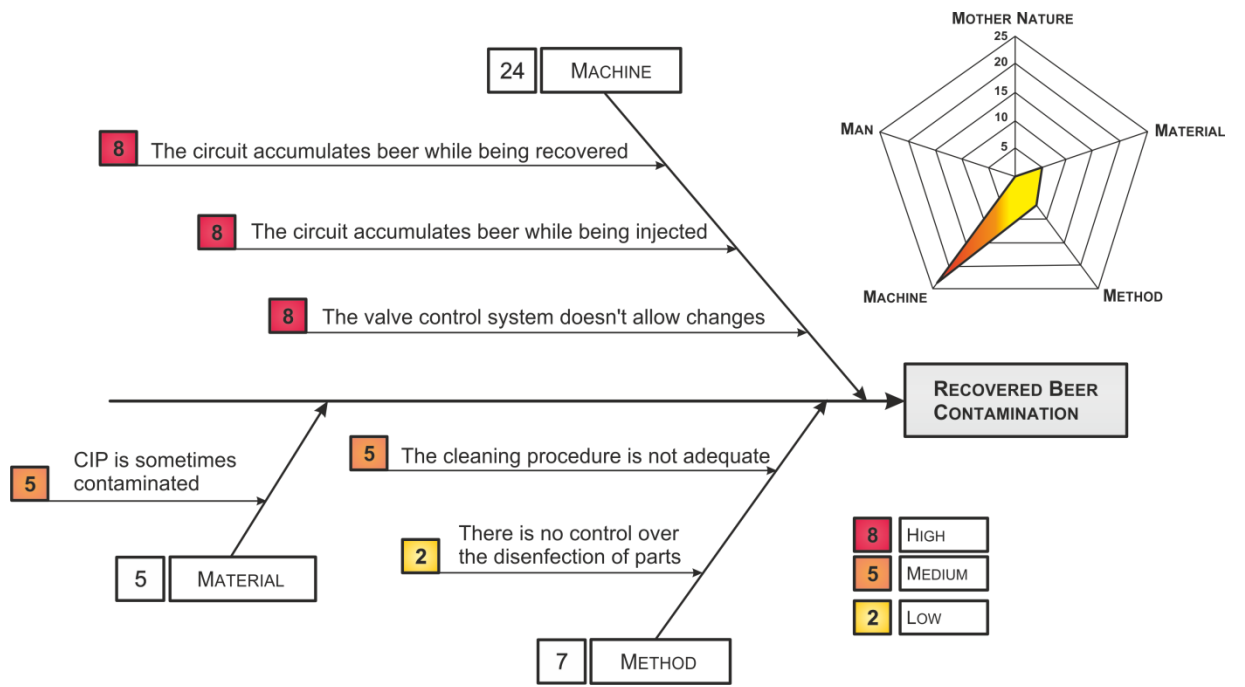 MOTHER NATURE
25
20
15
10
5
MAN
MATERIAL
MACHINE
METHOD
24
MACHINE
8
The circuit accumulates beer while being recovered
8
The circuit accumulates beer while being injected
8
The valve control system doesn't allow changes
RECOVERED BEER
CONTAMINATION
5
CIP is sometimes
contaminated
5
The cleaning procedure is not adequate
2
There is no control over
the disenfection of parts
5
MATERIAL
7
METHOD
8
HIGH
5
MEDIUM
2
LOW